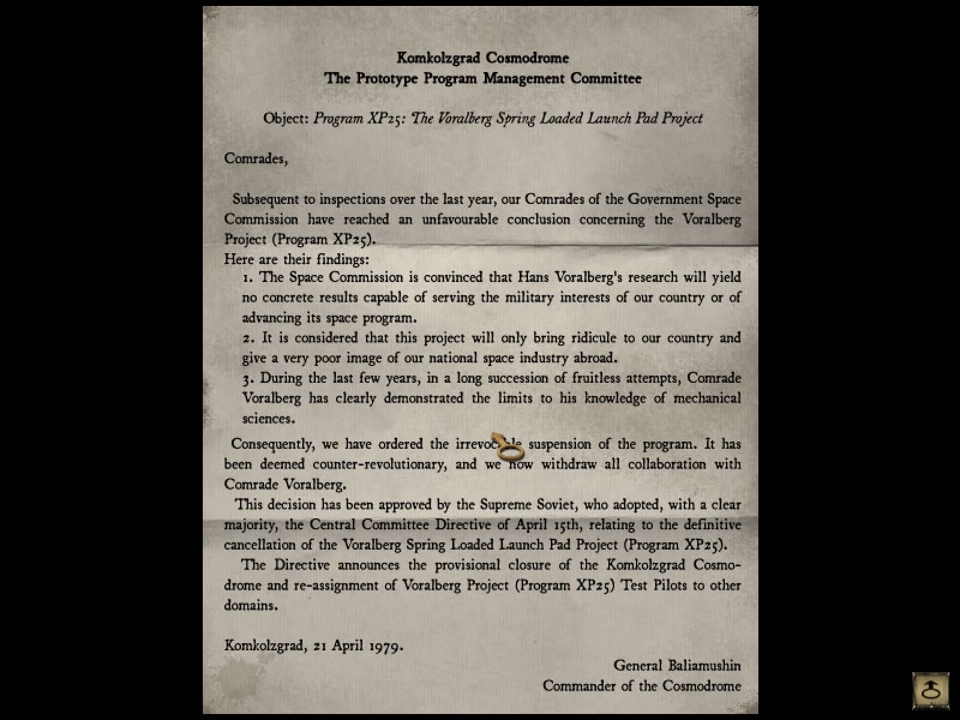 Komkolzgrad Cosmodrome
The Prototype Program Management Committee
Object: Program XP25: The Voralberg Spring Loaded Launch Pad Project
Comrades,
Subsequent to inspections over the last year, our Comrades of the Government Space
Commission have reached an unfavourable conclusion concerning the Voralberg
Project (Program XP25).
Here are their findings:
1. The Space Commission is convinced that Hans Voralberg's research will yield
no concrete results capable of serving the military interests of our country or of
advancing its space program.
2. It is considered that this project will only bring ridicule to our country and
give a very poor image of our national space industry abroad.
3. During the last few years, in a long succession of fruitless attempts, Comrade
Voralberg has clearly demonstrated the limits to his knowledge of mechanical
sciences.
Consequently, we have ordered the irrevocable suspension of the program. It has
been deemed counter-revolutionary, and we now withdraw all collaboration with
Comrade Voralberg.
This decision has been approved by the Supreme Soviet, who adopted, with a clear
majority, the Central Committee Directive of April 15th, relating to the definitive
cancellation of the Voralberg Spring Loaded Launch Pad Project (Program XP25).
The Directive announces the provisional closure of the Komkolzgrad Cosmo-
drome and re-assignment of Voralberg Project (Program XP25) Test Pilots to other
domains.
Komkolzgrad, 21 April 1979.
General Baliamushin
Commander of the Cosmodrome